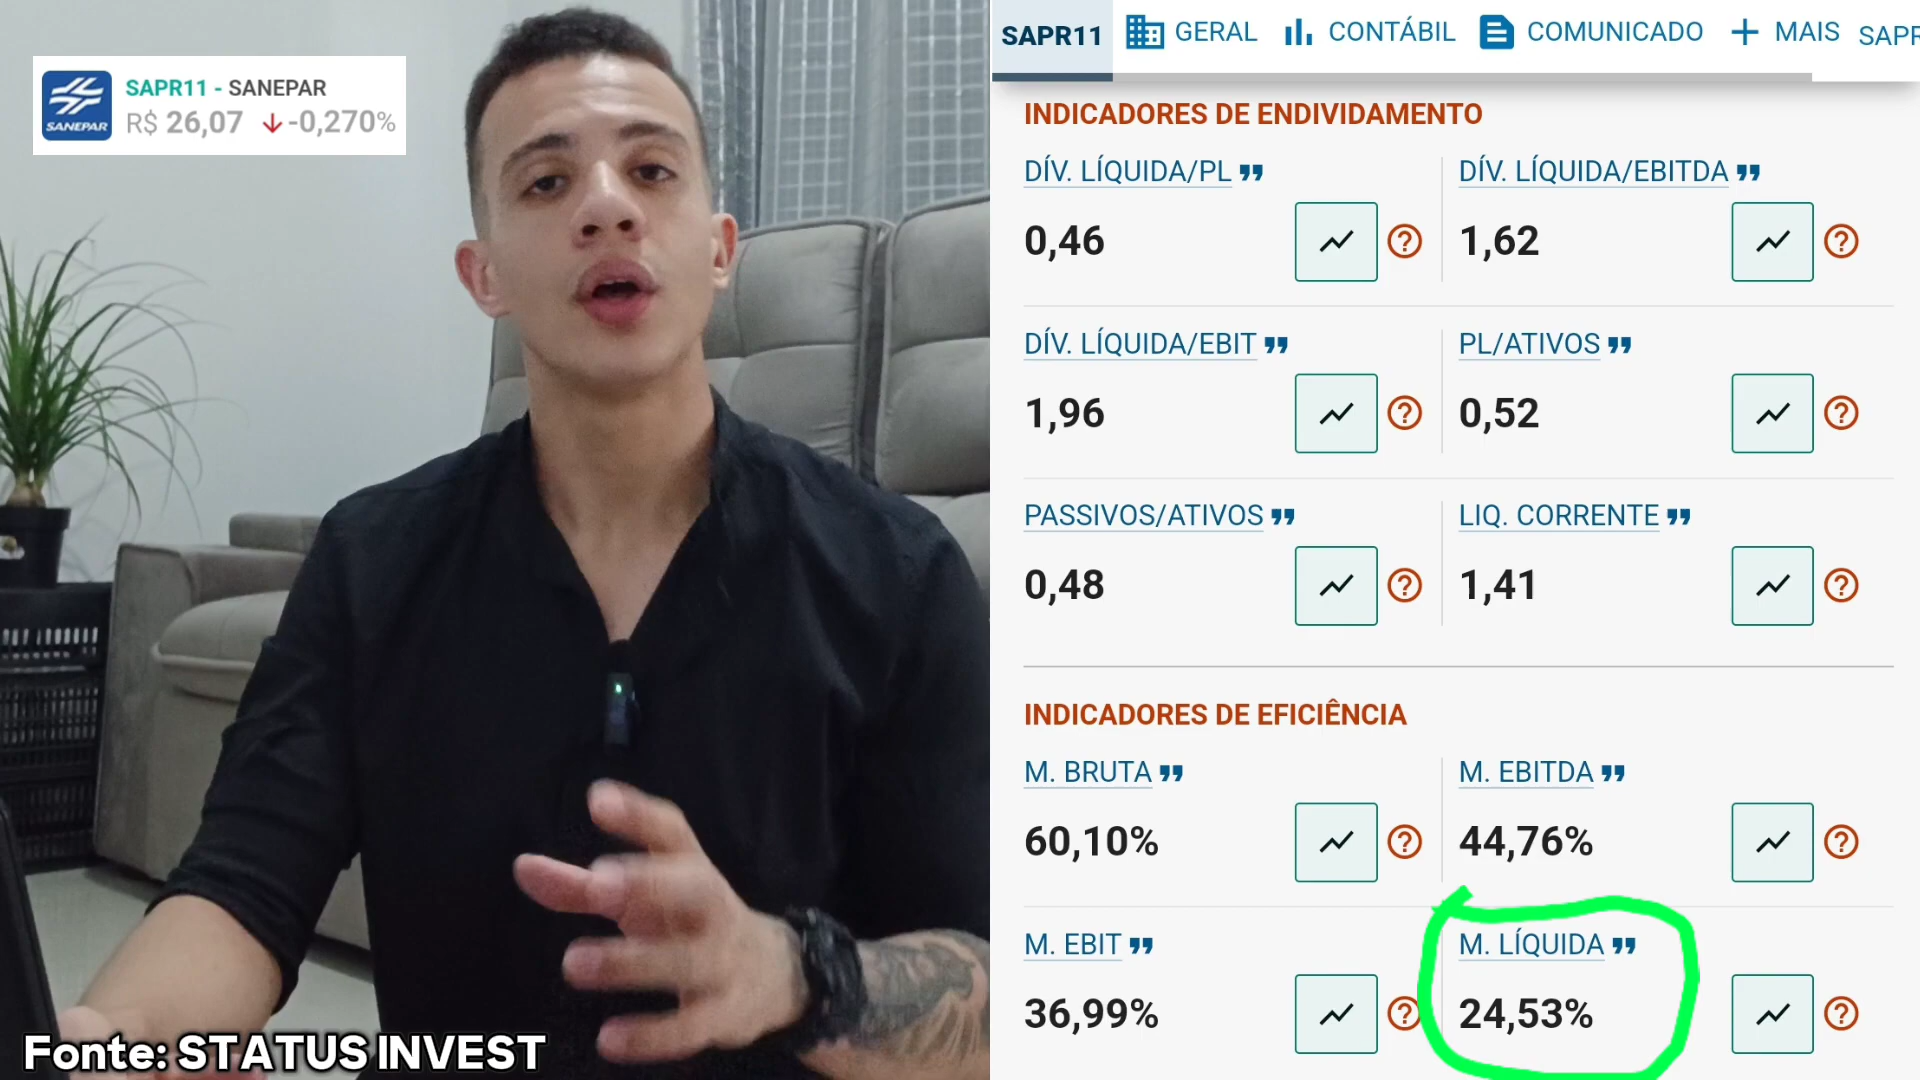 SAPR11 - SANEPAR
SANEPAR
R$ 26,07 -0,270%
Fonte: STATUS INVEST
SAPR11 GERAL CONTÁBIL COMUNICADO MAIS SAPR
INDICADORES DE ENDIVIDAMENTO
DÍV. LÍQUIDA/PL DÍV. LÍQUIDA/EBITDA
0,46 1,62
DÍV. LÍQUIDA/EBIT PL/ATIVOS
1,96 0,52
PASSIVOS/ATIVOS LIQ. CORRENTE
0,48 1,41
INDICADORES DE EFICIÊNCIA
M. BRUTA M. EBITDA
60,10% 44,76%
M. EBIT M. LÍQUIDA
36,99% 24,53%